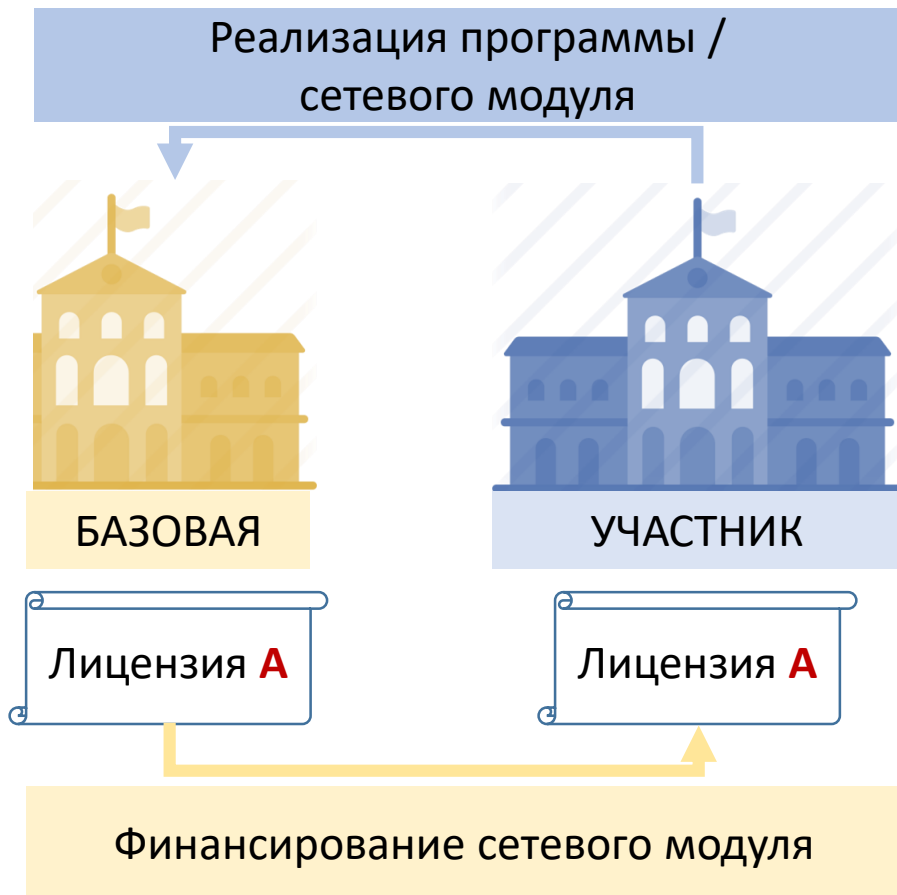 Реализация программы /
сетевого модуля
БАЗОВАЯ
УЧАСТНИК
Лицензия А
Лицензия А
Финансирование сетевого модуля